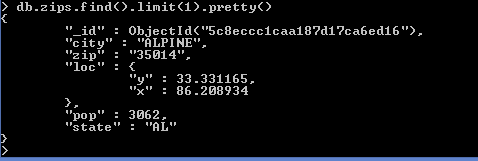 > db.zips.find().limit(1).pretty()
{
        "_id" : ObjectId("5c8eccc1caa187d17ca6ed16"),
        "city" : "ALPINE",
        "zip" : "35014",
        "loc" : {
                "y" : 33.331165,
                "x" : 86.208934
        },
        "pop" : 3062,
        "state" : "AL"
}
>